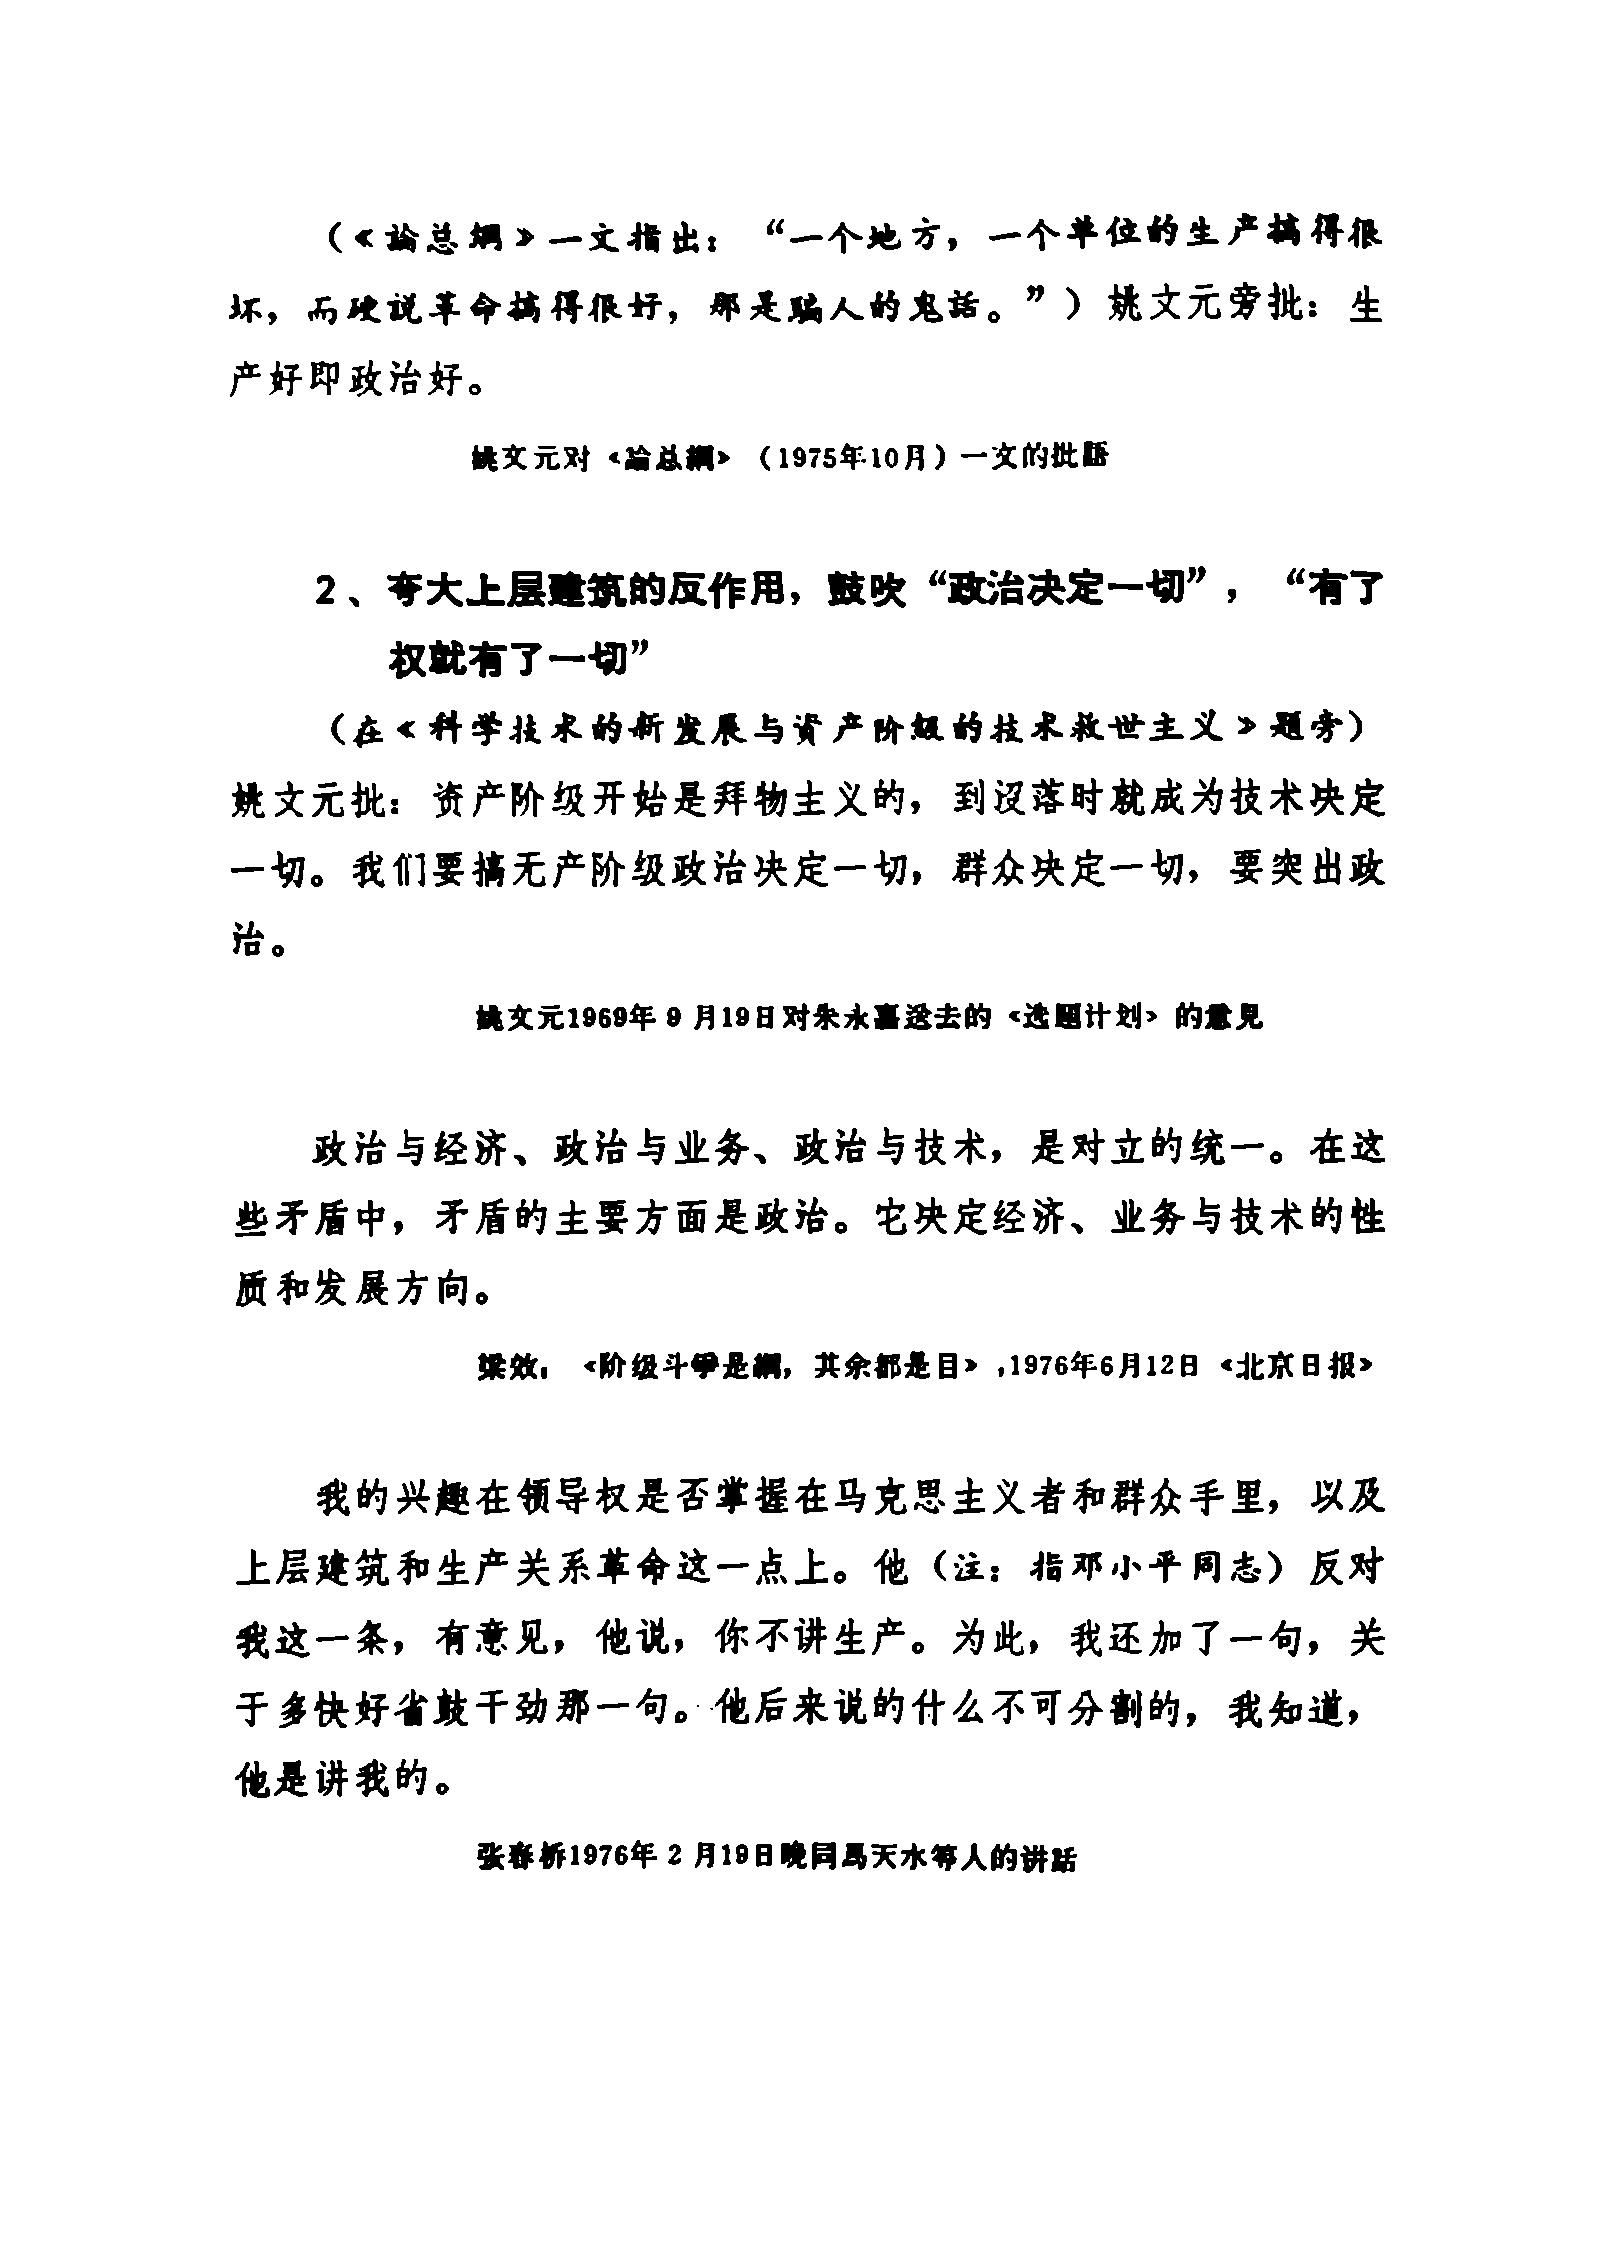 （《論总綱》一文指出：“一个地方，一个单位的生产搞得很
坏，而硬說革命搞得很好，那是騙人的鬼話。”）姚文元旁批：生
产好即政治好。
姚文元对《論总綱》（1975年10月）一文的批語
2、夸大上层建筑的反作用，鼓吹“政治决定一切”，“有了
权就有了一切”
（在《科学技术的新发展与资产阶級的技术救世主义》題旁）
姚文元批：资产阶级开始是拜物主义的，到没落时就成为技术决定
一切。我们要搞无产阶级政治决定一切，群众决定一切，要突出政
治。
姚文元1969年9月19日对朱永嘉送去的《选題计划》的意見
政治与经济、政治与业务、政治与技术，是对立的统一。在这
些矛盾中，矛盾的主要方面是政治。它决定经济、业务与技术的性
质和发展方向。
梁效：《阶级斗爭是綱，其余都是目》，1976年6月12日《北京日报》
我的兴趣在领导权是否掌握在马克思主义者和群众手里，以及
上层建筑和生产关系革命这一点上。他（注：指邓小平同志）反对
我这一条，有意见，他说，你不讲生产。为此，我还加了一句，关
于多快好省鼓干劲那一句。他后来说的什么不可分割的，我知道，
他是讲我的。
张春桥1976年2月19日晚同馬天水等人的讲話